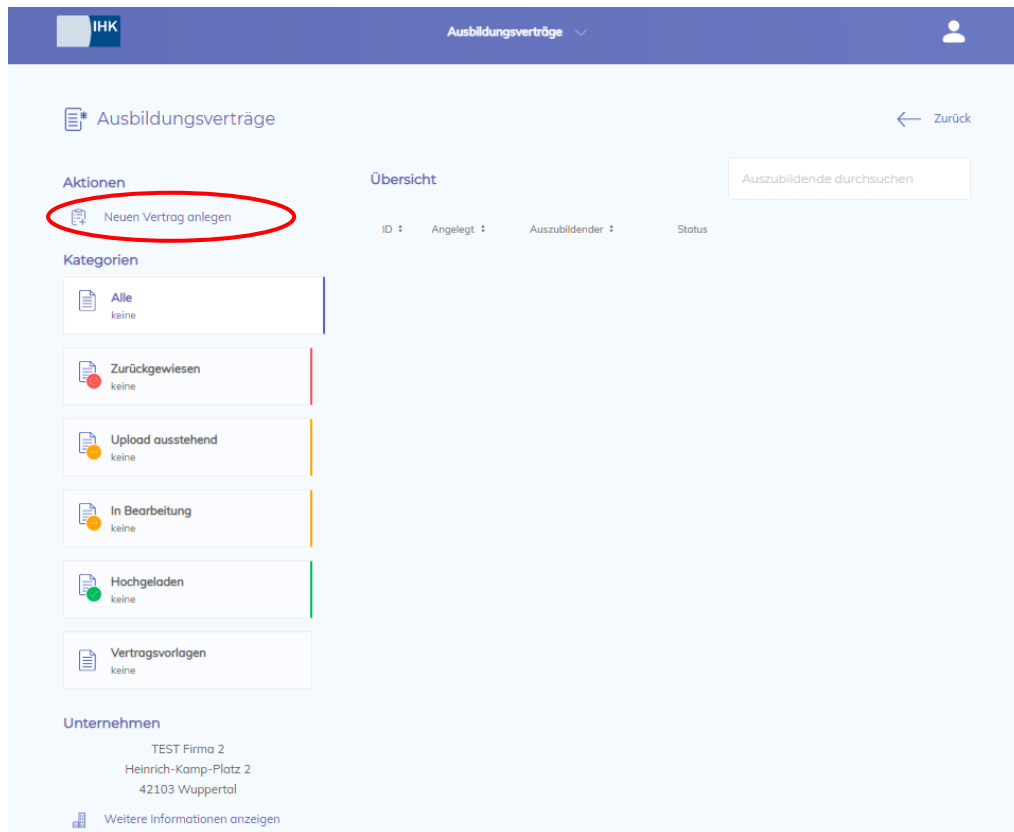 IHK
Ausbildungsverträge
Ausbildungsverträge
Zurück
Aktionen
Neuen Vertrag anlegen
Kategorien
Alle
keine
Zurückgewiesen
keine
Upload ausstehend
keine
In Bearbeitung
keine
Hochgeladen
keine
Vertragsvorlagen
keine
Unternehmen
TEST Firma 2
Heinrich-Kamp-Platz 2
42103 Wuppertal
Weitere Informationen anzeigen
Übersicht
Auszubildende durchsuchen
ID Angelegt Auszubildender Status